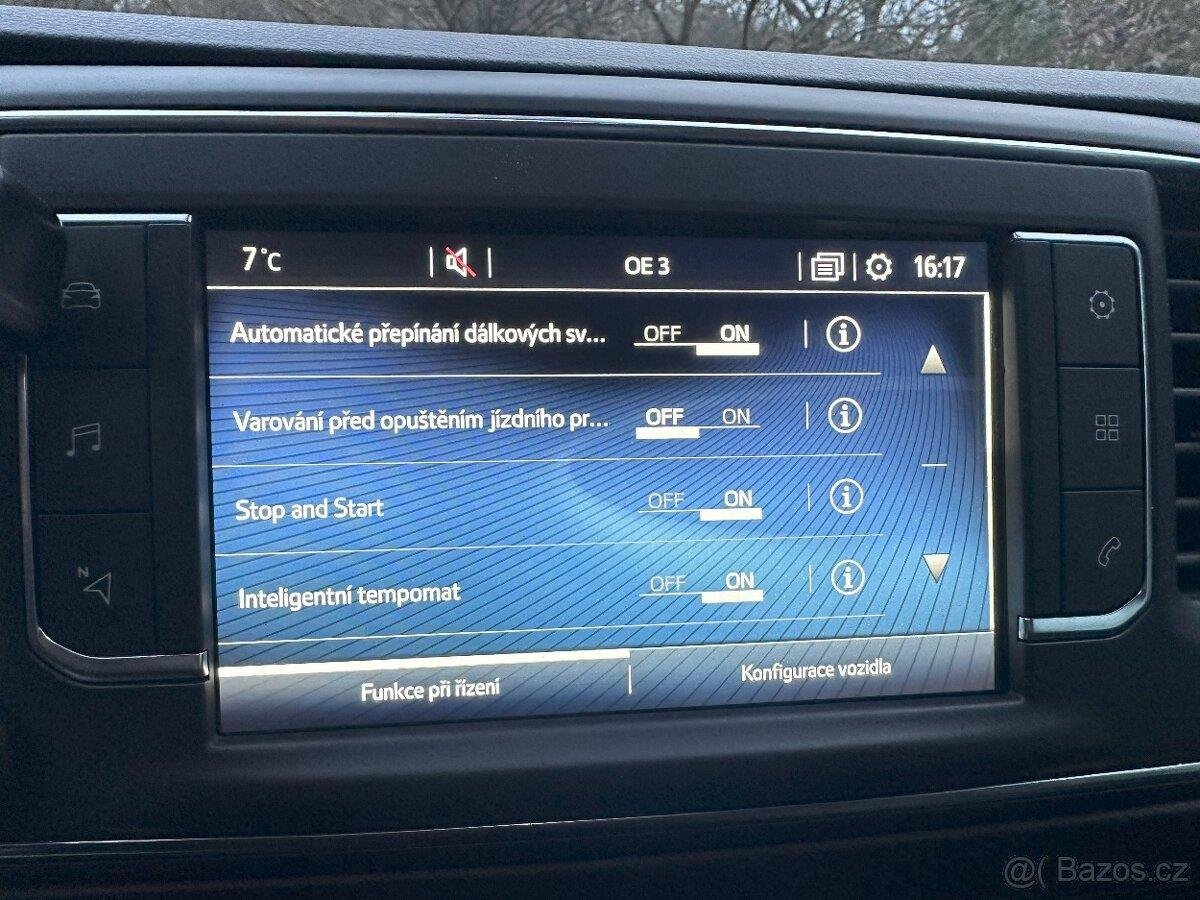 7°C OE 3 16:17
Automatické přepínání dálkových sv... OFF ON
Varování před opuštěním jízdního pr... OFF ON
Stop and Start OFF ON
Inteligentní tempomat OFF ON
Funkce při řízení Konfigurace vozidla
N
@( Bazos.cz